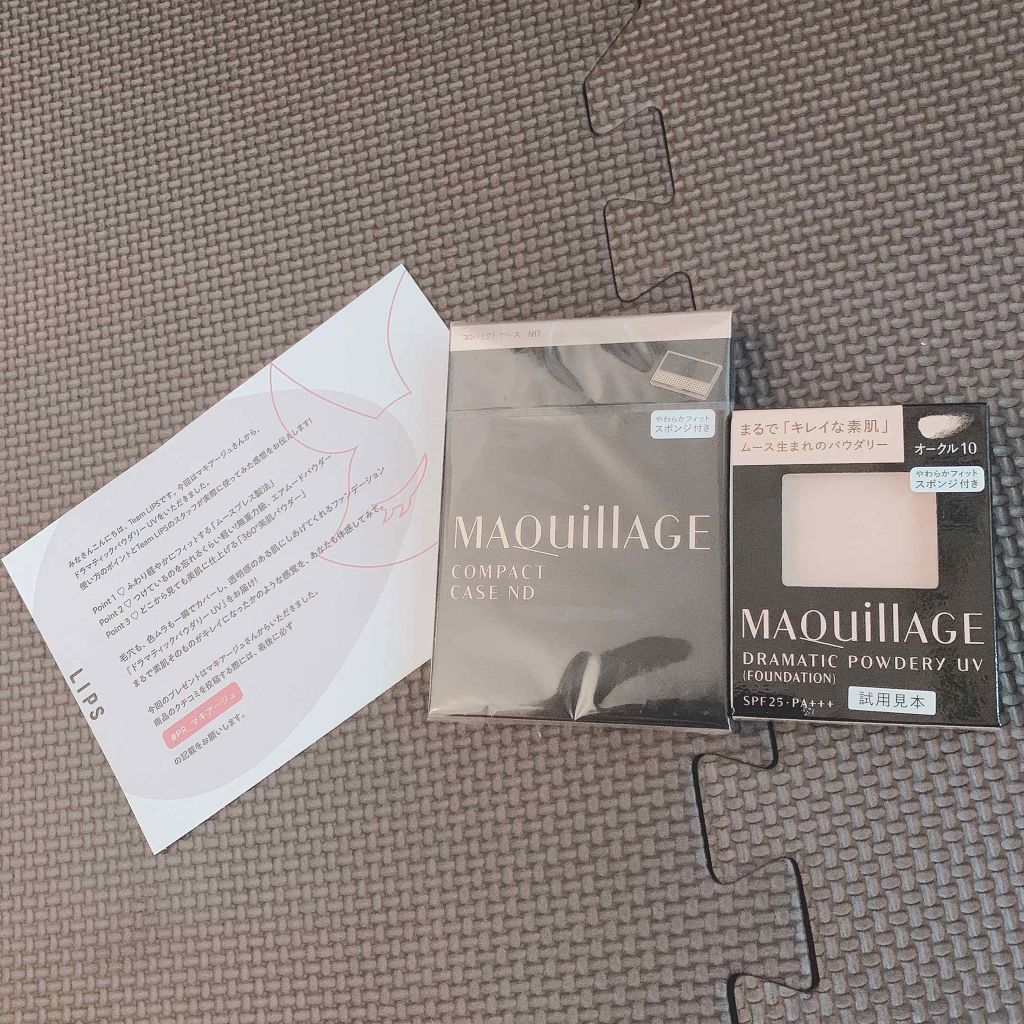 みなさんこんにちは、Team LIPSです。今回はマキアージュさんから、
ドラマティックパウダリー UVをいただきました。
使い方のポイントとTeam LIPSのスタッフが実際に使ってみた感想をお伝えします!
Point 1 ♡ ふわり軽やかにフィットする「ムースプレス製法」
Point 2 ♡ つけているのを忘れるくらい軽い!無重力級、エアムードパウダー
Point 3 ♡ どこから見ても美肌に仕上げる「360°美肌パウダー」
毛穴も、色ムラも一瞬でカバーし、透明感のある肌にしあげてくれるファンデーション
「ドラマティックパウダリー UV」をお届け!
まるで素肌そのものがキレイになったかのような感覚を、あなたも体感してみて。
今回のプレゼントはマキアージュさんからいただきました。
商品のクチコミを投稿する際には、最後に必ず
#PR_マキアージュ
の記載をお願いします。
LIPS
コンパクトケース ND
やわらかフィット
スポンジ付き
MAQuillAGE
COMPACT
CASE ND
まるで「キレイな素肌」
ムース生まれのパウダリー
オークル10
やわらかフィット
スポンジ付き
MAQuillAGE
DRAMATIC POWDERY UV
(FOUNDATION)
SPF25・PA+++
試用見本